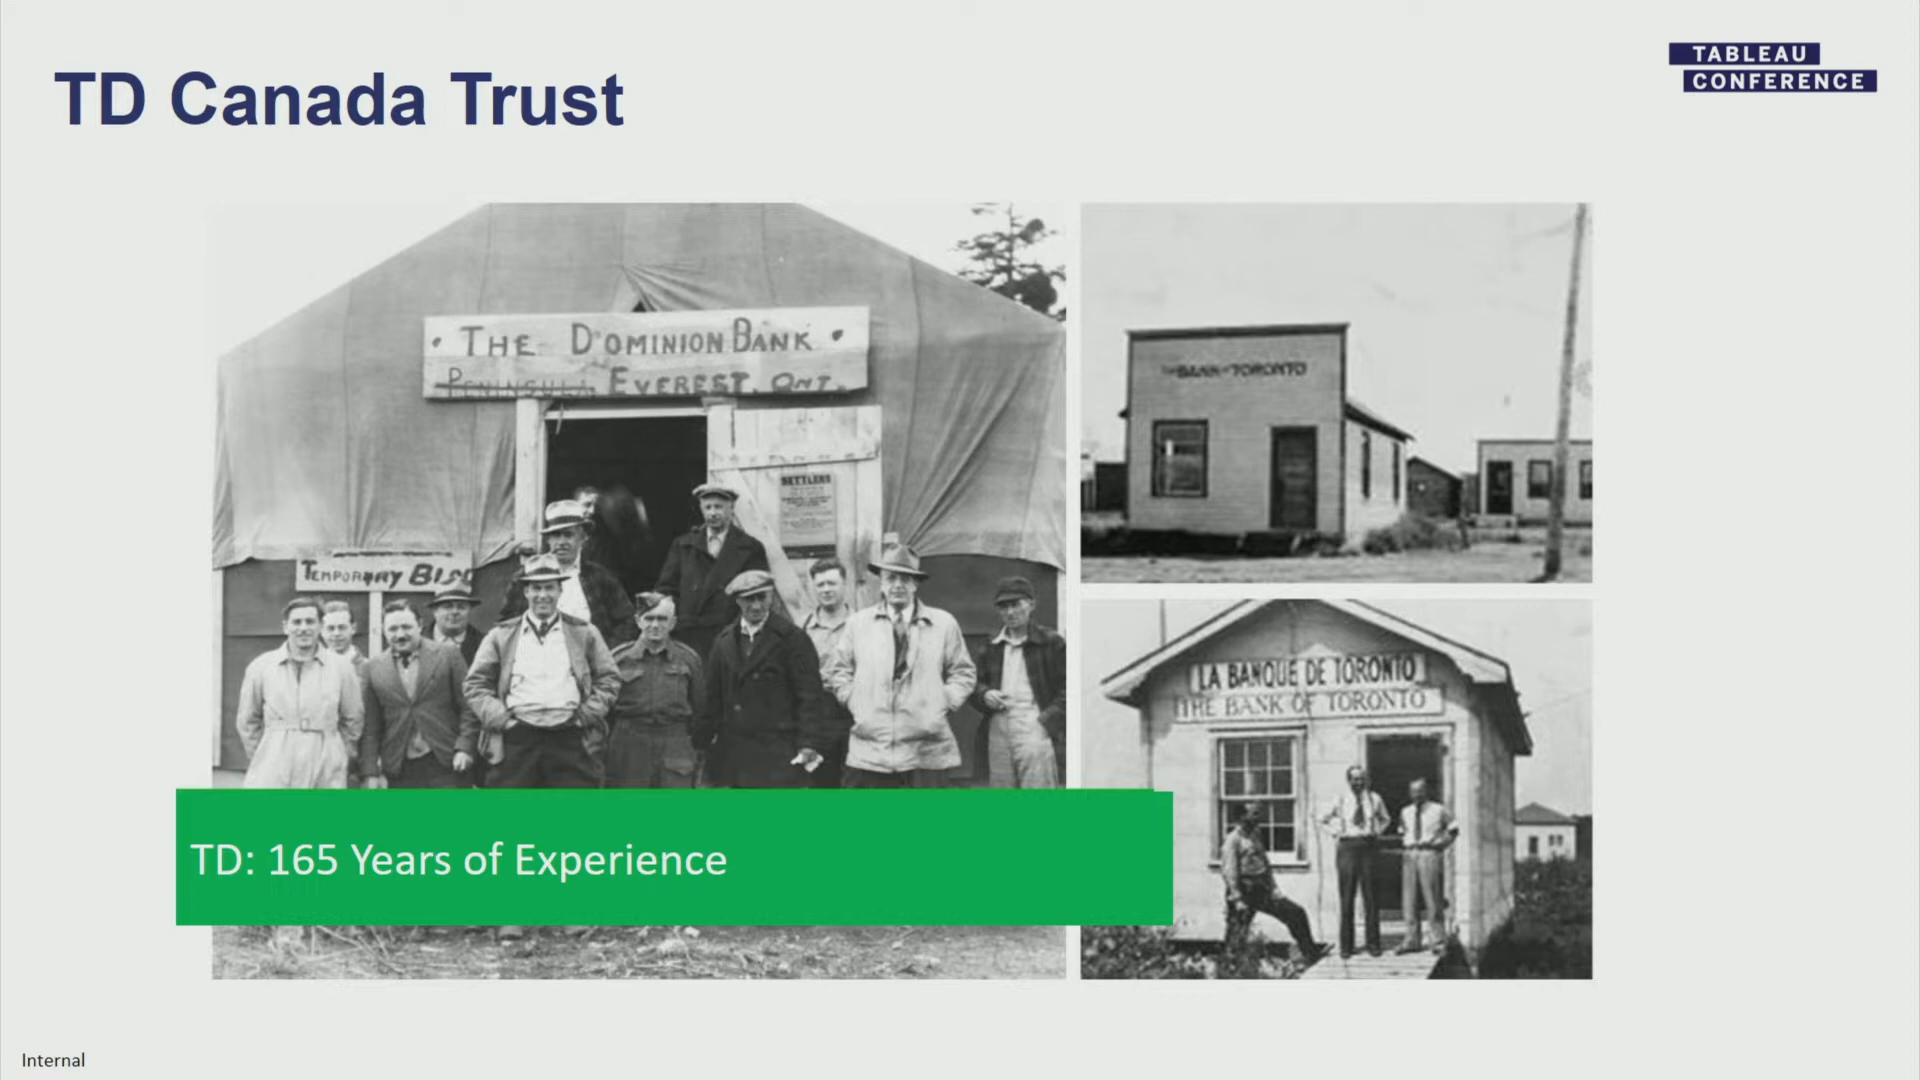 TD Canada Trust
TABLEAU
CONFERENCE
THE DOMINION BANK
PENINSULA EVEREST, ONT.
SETTLERS
TEMPORARY
THE BANK OF TORONTO
LA BANQUE DE TORONTO
THE BANK OF TORONTO
TD: 165 Years of Experience
Internal